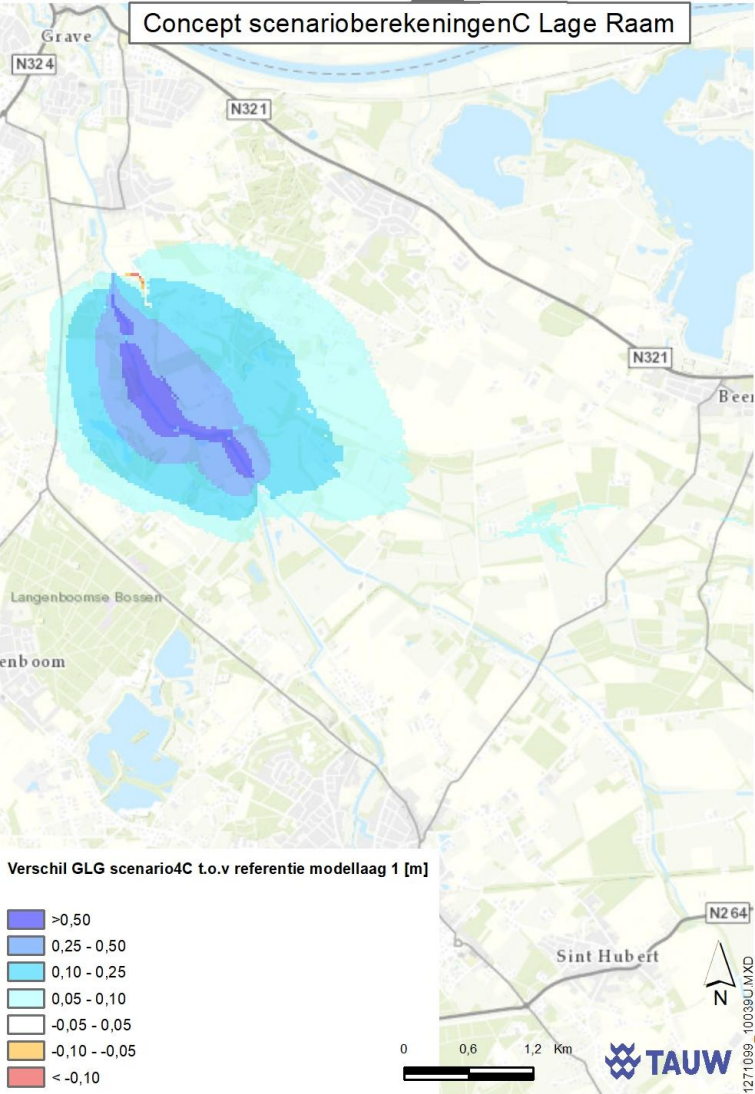 Concept scenarioberekeningenC Lage Raam
Grave
N324
N321
N321
Beer
Langenboomse Bossen
enboom
Verschil GLG scenario4C t.o.v referentie modellaag 1 [m]
>0,50
0,25 - 0,50
0,10 - 0,25
0,05 - 0,10
-0,05 - 0,05
-0,10 - -0,05
< -0,10
N264
Sint Hubert
N
0 0,6 1,2 Km
TAUW
1271099_10039U.MXD